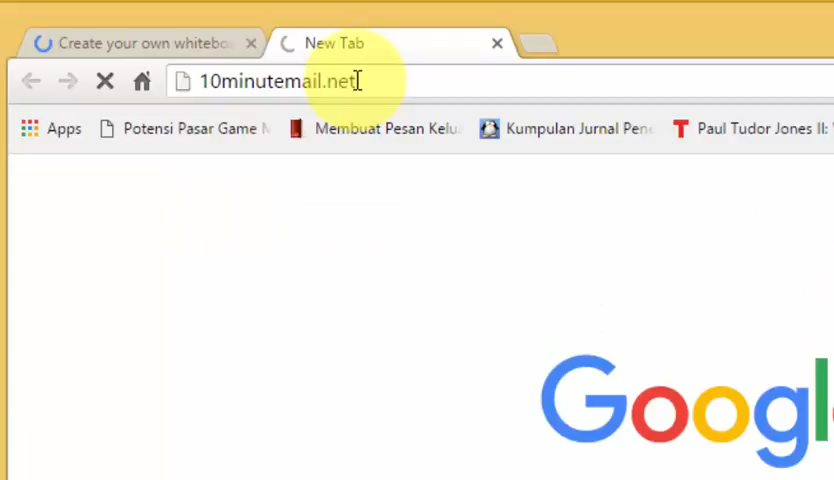 Create your own whitebo
New Tab
10minutemail.net
Apps
Potensi Pasar Game M
Membuat Pesan Kelu
Kumpulan Jurnal Pen
Paul Tudor Jones II:
Googl